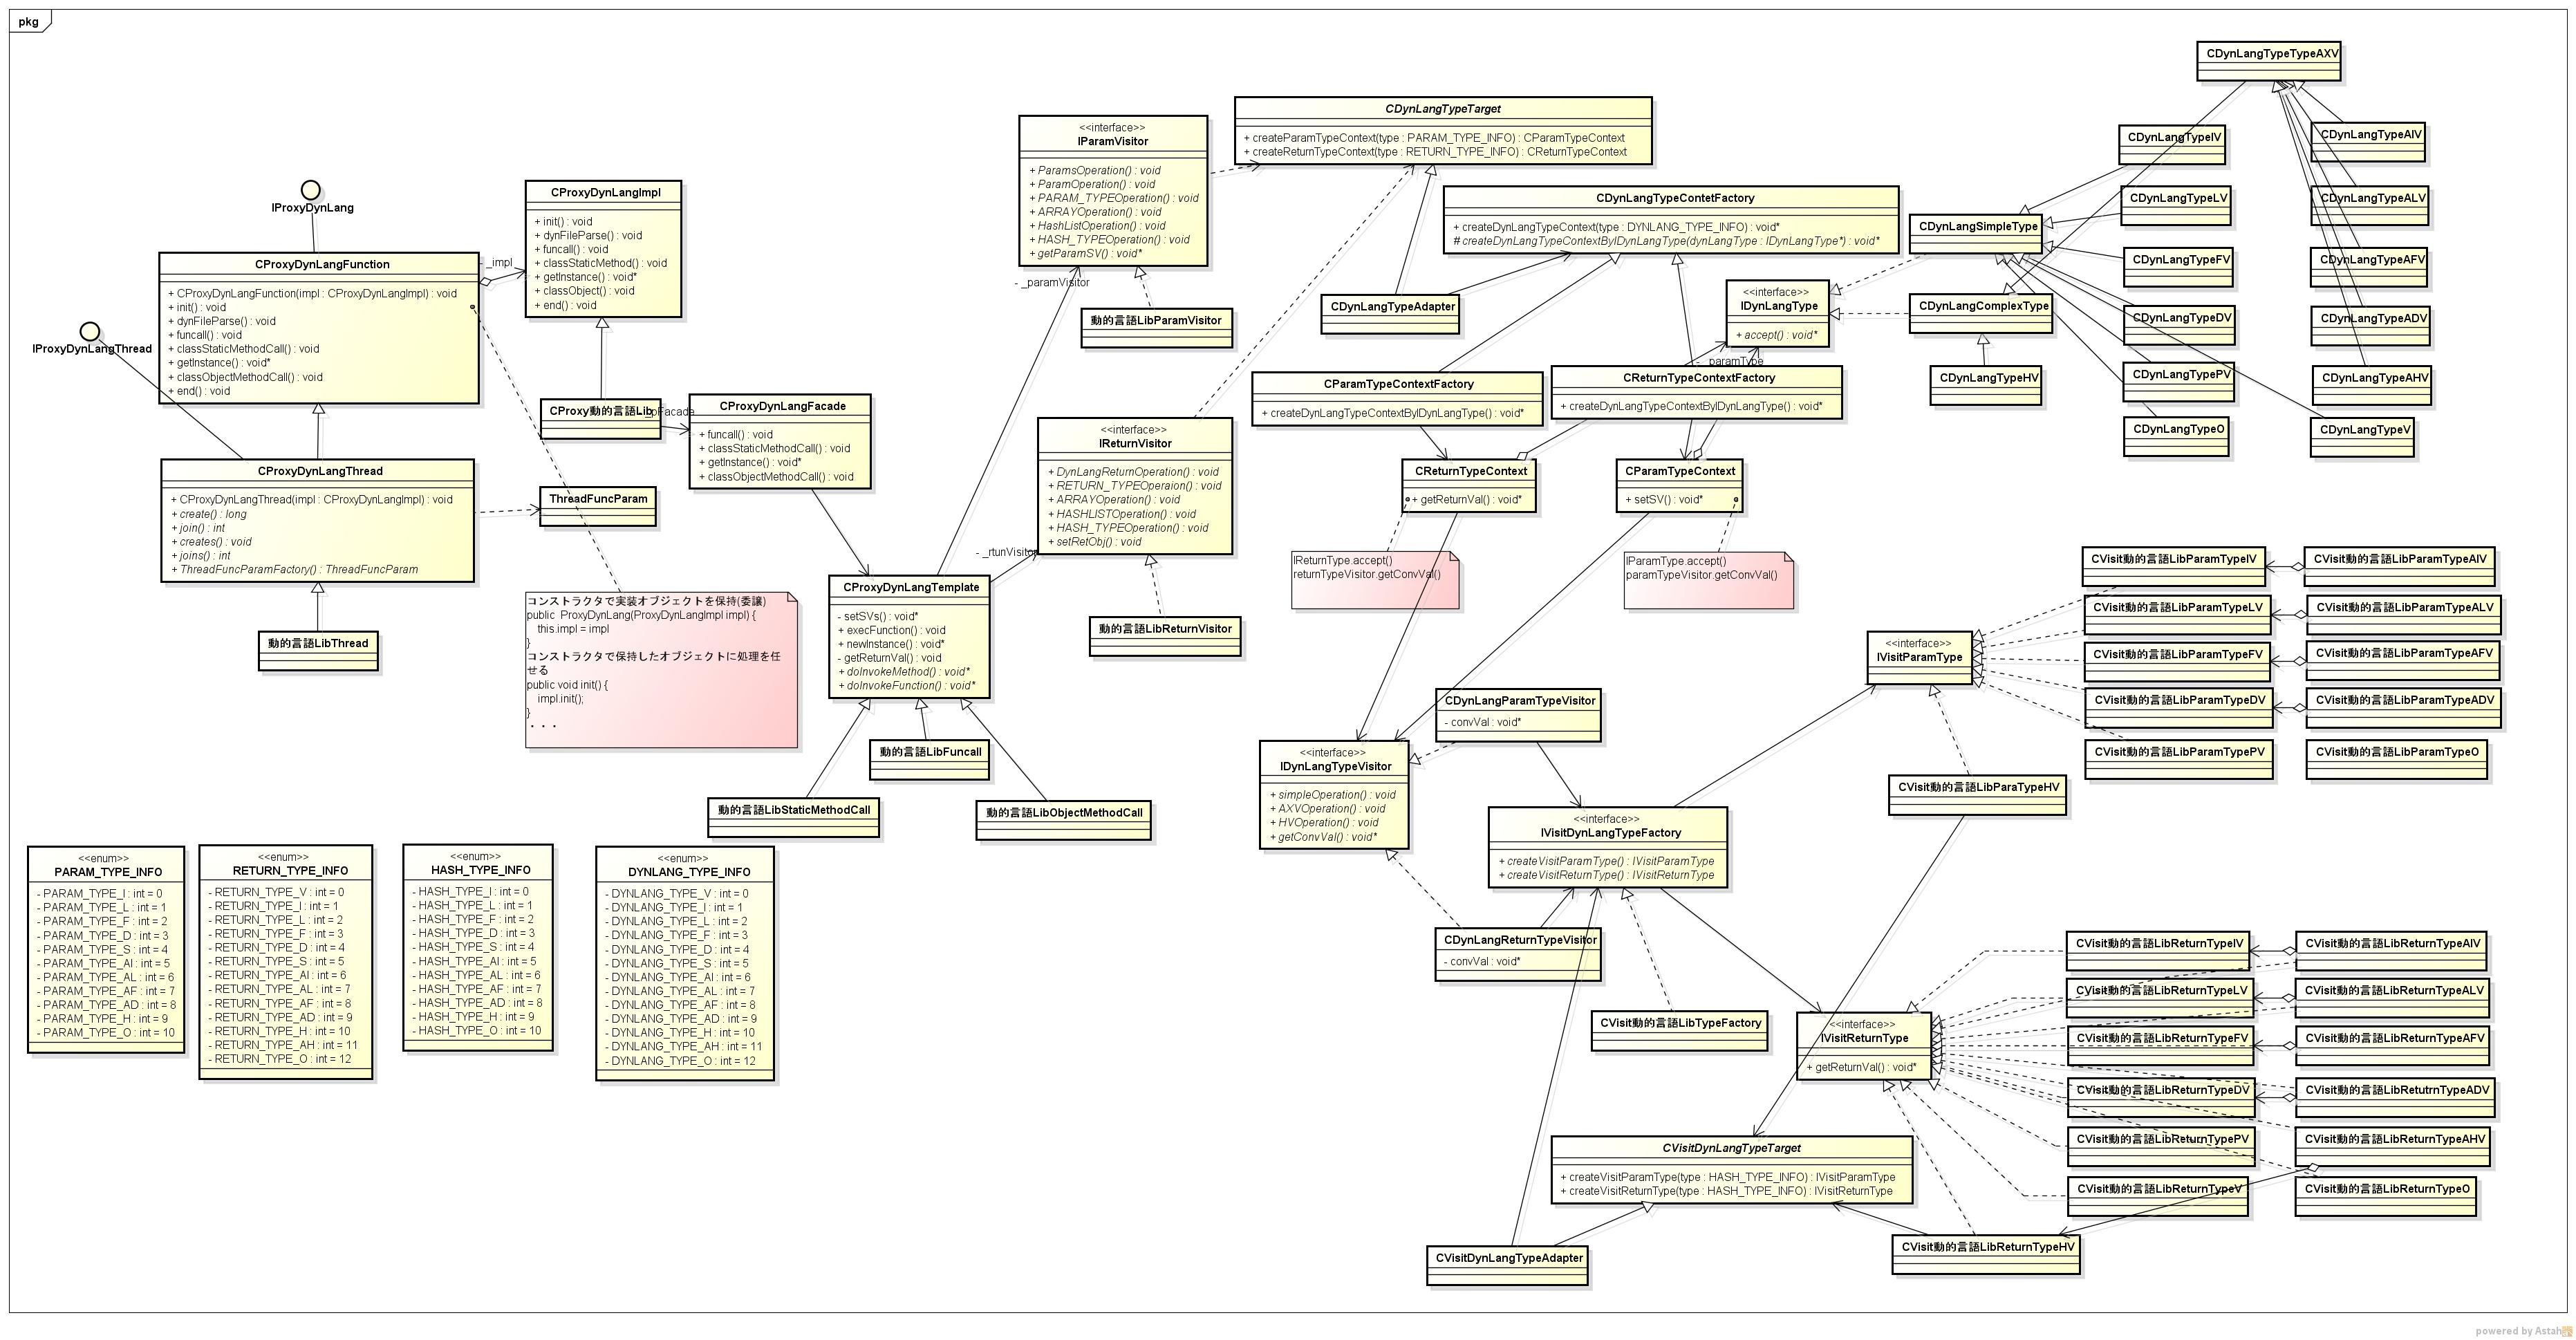 pkg
IProxyDynLang
IProxyDynLangThread
CProxyDynLangFunction
+ CProxyDynLangFunction(impl : CProxyDynLangImpl) : void
+ init() : void
+ dynFileParse() : void
+ funcall() : void
+ classStaticMethodCall() : void
+ getInstance() : void*
+ classObjectMethodCall() : void
+ end() : void
- _impl
CProxyDynLangImpl
+ init() : void
+ dynFileParse() : void
+ funcall() : void
+ classStaticMethod() : void
+ getInstance() : void*
+ classObject() : void
+ end() : void
CProxyDynLangThread
+ CProxyDynLangThread(impl : CProxyDynLangImpl) : void
+ create() : long
+ join() : int
+ creates() : void
+ joins() : int
+ ThreadFuncParamFactory() : ThreadFuncParam
動的言語LibThread
CProxy動的言語Lib
_pFacade
ThreadFuncParam
コンストラクタで実装オブジェクトを保持(委譲)
public ProxyDynLang(ProxyDynLangImpl impl) {
this.impl = impl
}
コンストラクタで保持したオブジェクトに処理を任
せる
public void init() {
impl.init();
}
・・・
CProxyDynLangFacade
+ funcall() : void
+ classStaticMethodCall() : void
+ getInstance() : void*
+ classObjectMethodCall() : void
CProxyDynLangTemplate
- setSVs() : void*
+ execFunction() : void
+ newInstance() : void*
- getReturnVal() : void
+ doInvokeMethod() : void*
+ doInvokeFunction() : void*
動的言語LibFuncall
動的言語LibStaticMethodCall
動的言語LibObjectMethodCall
<<interface>>
IParamVisitor
+ ParamsOperation() : void
+ ParamOperation() : void
+ PARAM_TYPEOperation() : void
+ ARRAYOperation() : void
+ HashListOperation() : void
+ HASH_TYPEOperation() : void
+ getParamSV() : void*
- _paramVisitor
動的言語LibParamVisitor
<<interface>>
IReturnVisitor
+ DynLangReturnOperation() : void
+ RETURN_TYPEOperaion() : void
+ ARRAYOperation() : void
+ HASHLISTOperation() : void
+ HASH_TYPEOperation() : void
+ setRetObj() : void
- _rtunVisitor
動的言語LibReturnVisitor
CDynLangTypeTarget
+ createParamTypeContext(type : PARAM_TYPE_INFO) : CParamTypeContext
+ createReturnTypeContext(type : RETURN_TYPE_INFO) : CReturnTypeContext
CDynLangTypeContetFactory
+ createDynLangTypeContext(type : DYNLANG_TYPE_INFO) : void*
# createDynLangTypeContextByIDynLangType(dynLangType : IDynLangType*) : void*
CDynLangTypeAdapter
CParamTypeContextFactory
+ createDynLangTypeContextByIDynLangType() : void*
CReturnTypeContextFactory
+ createDynLangTypeContextByIDynLangType() : void*
<<interface>>
IDynLangType
+ accept() : void*
CReturnTypeContext
+ getReturnVal() : void*
CParamTypeContext
+ setSV() : void*
IReturnType.accept()
returnTypeVisitor.getConvVal()
IParamType.accept()
paramTypeVisitor.getConvVal()
CDynLangTypeTypeAXV
CDynLangTypeIV
CDynLangTypeAIV
CDynLangTypeLV
CDynLangTypeALV
CDynLangSimpleType
CDynLangTypeFV
CDynLangTypeAFV
CDynLangComplexType
CDynLangTypeDV
CDynLangTypeADV
CDynLangTypeHV
CDynLangTypePV
CDynLangTypeAHV
CDynLangTypeO
CDynLangTypeV
CDynLangParamTypeVisitor
- convVal : void*
<<interface>>
IDynLangTypeVisitor
+ simpleOperation() : void
+ AXVOperation() : void
+ HVOperation() : void
+ getConvVal() : void*
<<interface>>
IVisitDynLangTypeFactory
+ createVisitParamType() : IVisitParamType
+ createVisitReturnType() : IVisitReturnType
CDynLangReturnTypeVisitor
- convVal : void*
CVisit動的言語LibTypeFactory
<<interface>>
IVisitParamType
CVisit動的言語LibParamTypeIV
CVisit動的言語LibParamTypeAIV
CVisit動的言語LibParamTypeLV
CVisit動的言語LibParamTypeALV
CVisit動的言語LibParamTypeFV
CVisit動的言語LibParamTypeAFV
CVisit動的言語LibParamTypeDV
CVisit動的言語LibParamTypeADV
CVisit動的言語LibParamTypePV
CVisit動的言語LibParamTypeO
CVisit動的言語LibParaTypeHV
<<interface>>
IVisitReturnType
+ getReturnVal() : void*
CVisit動的言語LibReturnTypeIV
CVisit動的言語LibReturnTypeAIV
CVisit動的言語LibReturnTypeLV
CVisit動的言語LibReturnTypeALV
CVisit動的言語LibReturnTypeFV
CVisit動的言語LibReturnTypeAFV
CVisit動的言語LibReturnTypeDV
CVisit動的言語LibRetutrnTypeADV
CVisit動的言語LibReturnTypePV
CVisit動的言語LibReturnTypeAHV
CVisit動的言語LibReturnTypeV
CVisit動的言語LibReturnTypeO
CVisit動的言語LibReturnTypeHV
CVisitDynLangTypeTarget
+ createVisitParamType(type : HASH_TYPE_INFO) : IVisitParamType
+ createVisitReturnType(type : HASH_TYPE_INFO) : IVisitReturnType
CVisitDynLangTypeAdapter
<<enum>>
PARAM_TYPE_INFO
- PARAM_TYPE_I : int = 0
- PARAM_TYPE_L : int = 1
- PARAM_TYPE_F : int = 2
- PARAM_TYPE_D : int = 3
- PARAM_TYPE_S : int = 4
- PARAM_TYPE_AI : int = 5
- PARAM_TYPE_AL : int = 6
- PARAM_TYPE_AF : int = 7
- PARAM_TYPE_AD : int = 8
- PARAM_TYPE_H : int = 9
- PARAM_TYPE_O : int = 10
<<enum>>
RETURN_TYPE_INFO
- RETURN_TYPE_V : int = 0
- RETURN_TYPE_I : int = 1
- RETURN_TYPE_L : int = 2
- RETURN_TYPE_F : int = 3
- RETURN_TYPE_D : int = 4
- RETURN_TYPE_S : int = 5
- RETURN_TYPE_AI : int = 6
- RETURN_TYPE_AL : int = 7
- RETURN_TYPE_AF : int = 8
- RETURN_TYPE_AD : int = 9
- RETURN_TYPE_H : int = 10
- RETURN_TYPE_AH : int = 11
- RETURN_TYPE_O : int = 12
<<enum>>
HASH_TYPE_INFO
- HASH_TYPE_I : int = 0
- HASH_TYPE_L : int = 1
- HASH_TYPE_F : int = 2
- HASH_TYPE_D : int = 3
- HASH_TYPE_S : int = 4
- HASH_TYPE_AI : int = 5
- HASH_TYPE_AL : int = 6
- HASH_TYPE_AF : int = 7
- HASH_TYPE_AD : int = 8
- HASH_TYPE_H : int = 9
- HASH_TYPE_O : int = 10
<<enum>>
DYNLANG_TYPE_INFO
- DYNLANG_TYPE_V : int = 0
- DYNLANG_TYPE_I : int = 1
- DYNLANG_TYPE_L : int = 2
- DYNLANG_TYPE_F : int = 3
- DYNLANG_TYPE_D : int = 4
- DYNLANG_TYPE_S : int = 5
- DYNLANG_TYPE_AI : int = 6
- DYNLANG_TYPE_AL : int = 7
- DYNLANG_TYPE_AF : int = 8
- DYNLANG_TYPE_AD : int = 9
- DYNLANG_TYPE_H : int = 10
- DYNLANG_TYPE_AH : int = 11
- DYNLANG_TYPE_O : int = 12
powered by Astah